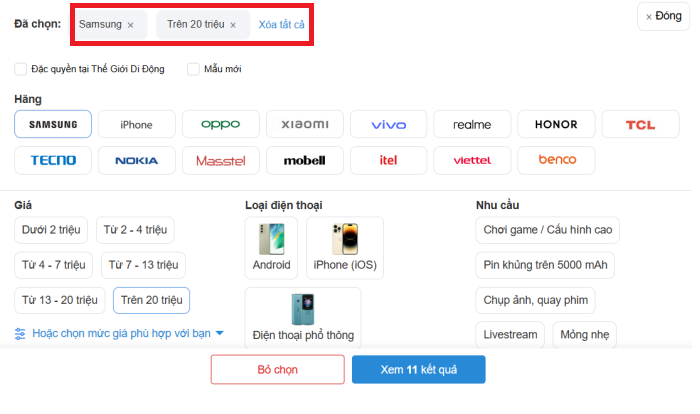 Đã chọn: Samsung × Trên 20 triệu × Xóa tất cả × Đóng
Đặc quyền tại Thế Giới Di Động Mẫu mới
Hãng
SAMSUNG iPhone oppo xiaomi vivo realme HONOR TCL
TECNO NOKIA Masstel mobell itel viettel benco
Giá
Dưới 2 triệu Từ 2 - 4 triệu
Từ 4 - 7 triệu Từ 7 - 13 triệu
Từ 13 - 20 triệu Trên 20 triệu
Hoặc chọn mức giá phù hợp với bạn
Loại điện thoại
Android iPhone (iOS)
Điện thoại phổ thông
Nhu cầu
Chơi game / Cấu hình cao
Pin khủng trên 5000 mAh
Chụp ảnh, quay phim
Livestream Mỏng nhẹ
Bỏ chọn Xem 11 kết quả